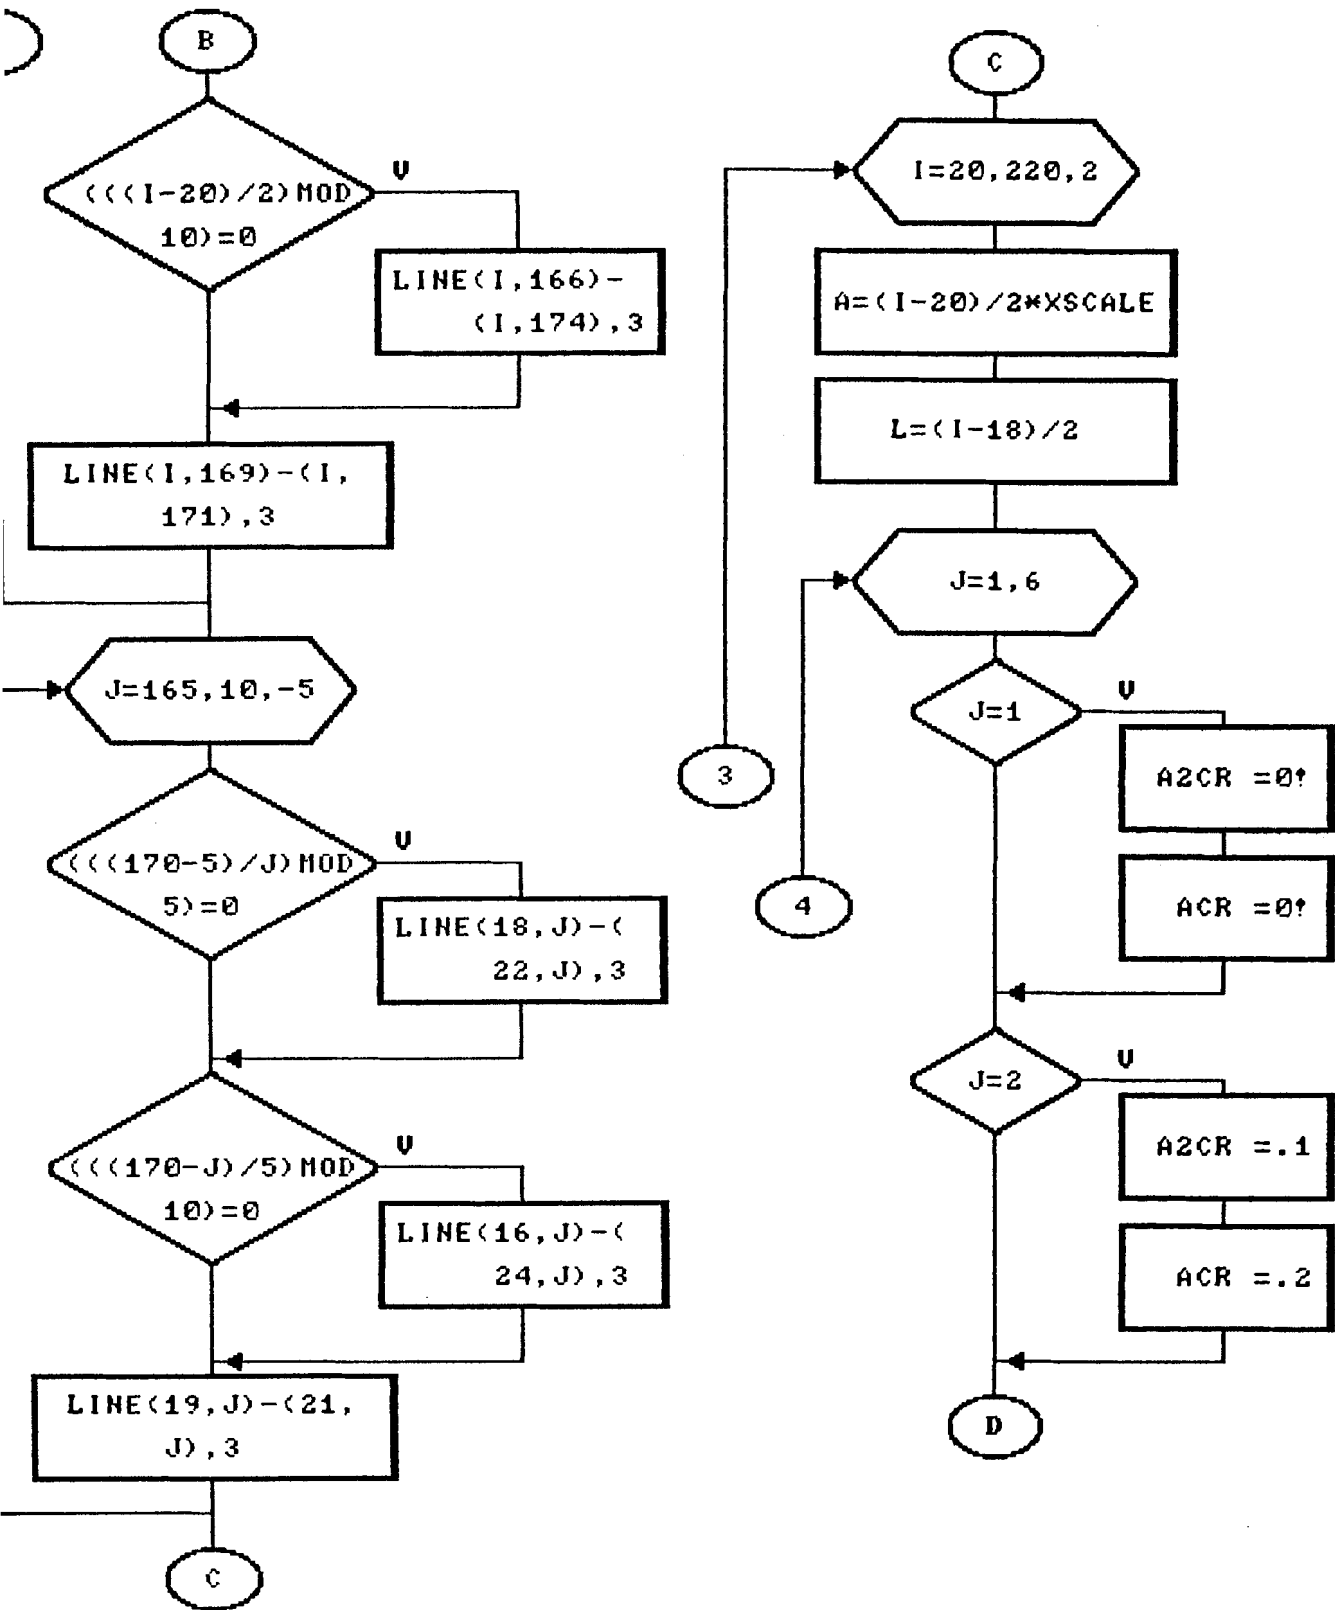 B
(((I-20)/2)MOD
10)=0
V
LINE(I,166)-
(I,174),3
LINE(I,169)-(I,
171),3
J=165,10,-5
(((170-5)/J)MOD
5)=0
V
LINE(18,J)-(
22,J),3
(((170-J)/5)MOD
10)=0
V
LINE(16,J)-(
24,J),3
LINE(19,J)-(21,
J),3
C
C
I=20,220,2
A=(I-20)/2*XSCALE
L=(I-18)/2
J=1,6
J=1
V
A2CR =0!
ACR =0!
3
4
J=2
V
A2CR =.1
ACR =.2
D